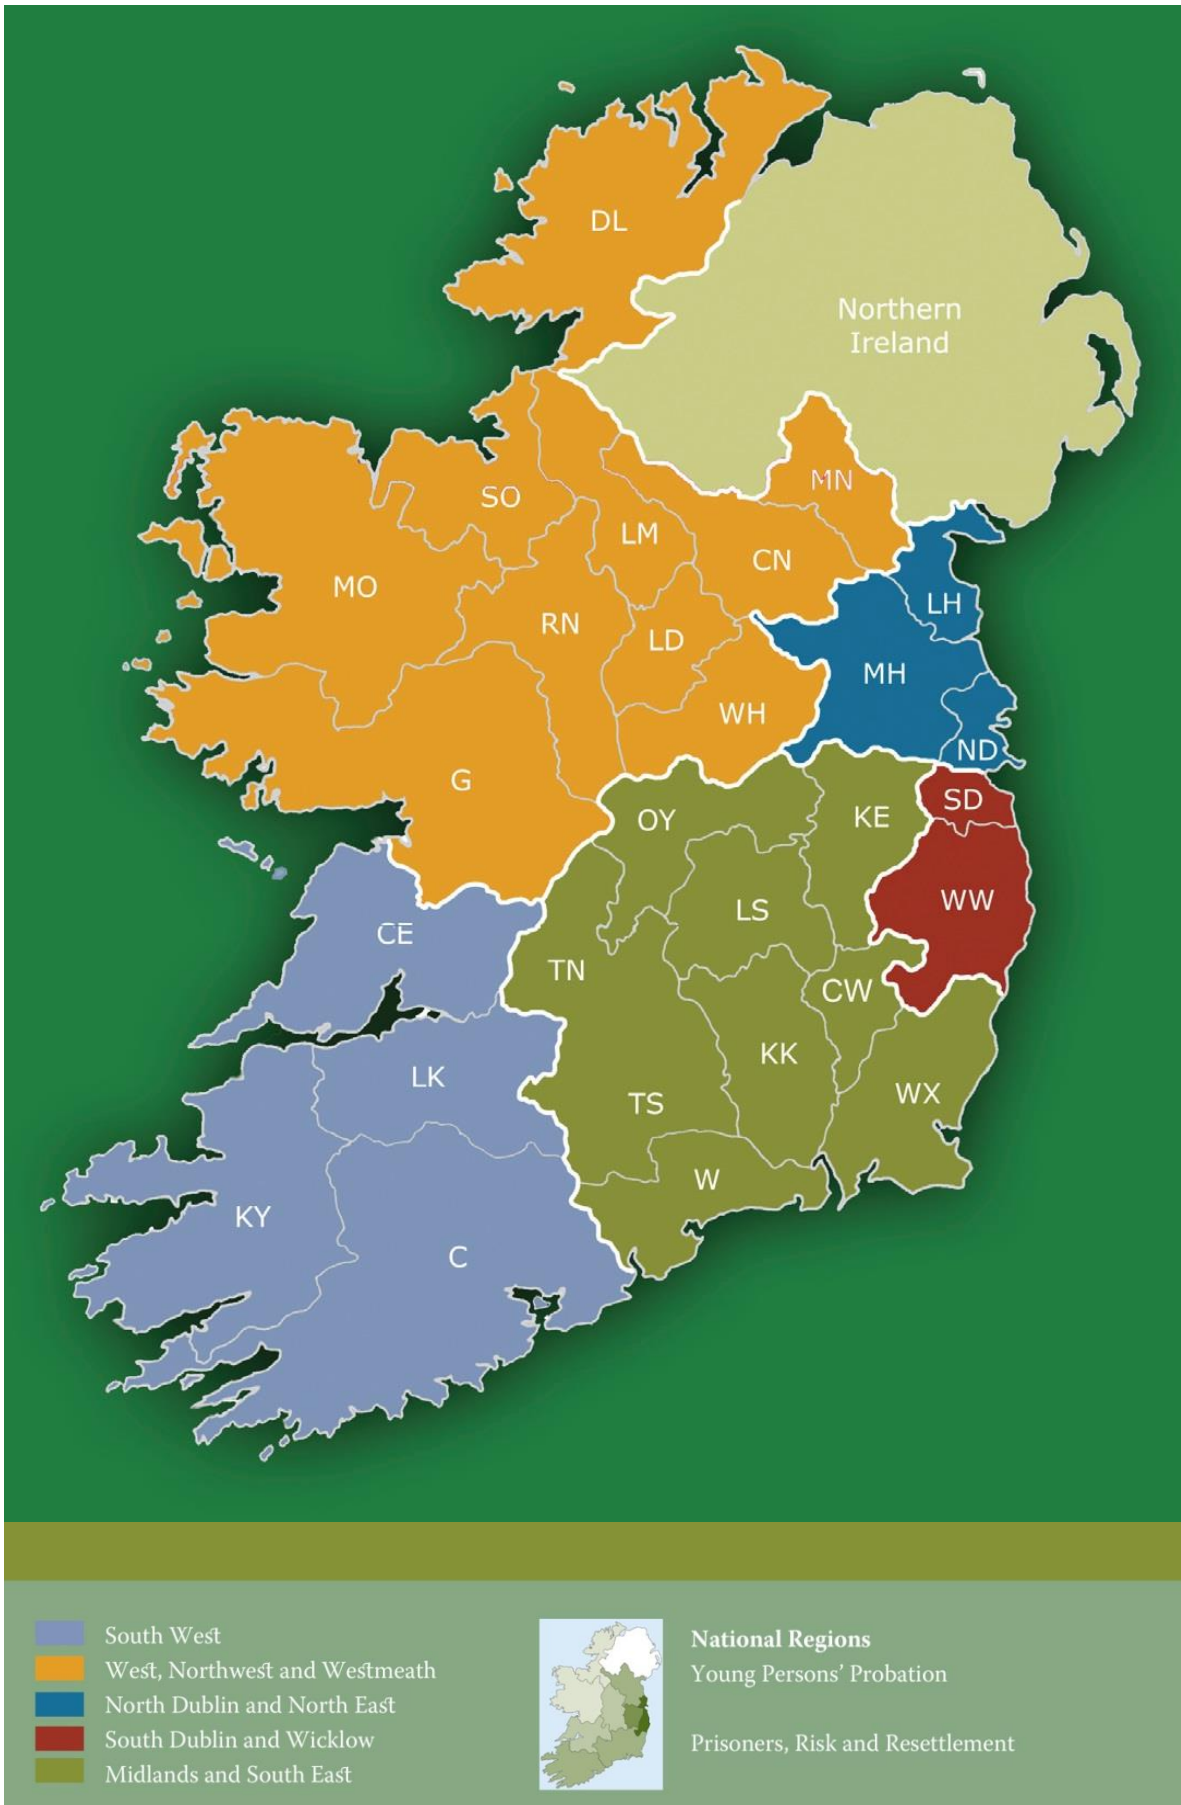 DL
Northern
Ireland
MN
SO
LM
CN
MO
LH
RN
LD
MH
WH
ND
G
SD
OY
KE
WW
LS
CE
TN
CW
KK
LK
WX
TS
W
KY
C
South West
West, Northwest and Westmeath
North Dublin and North East
South Dublin and Wicklow
Midlands and South East
National Regions
Young Persons’ Probation
Prisoners, Risk and Resettlement